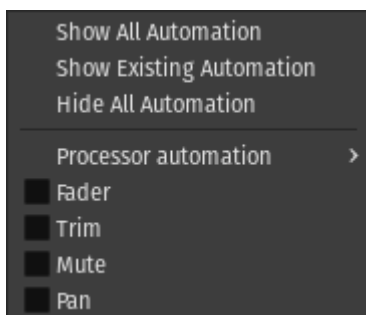 Show All Automation
Show Existing Automation
Hide All Automation
Processor automation
Fader
Trim
Mute
Pan